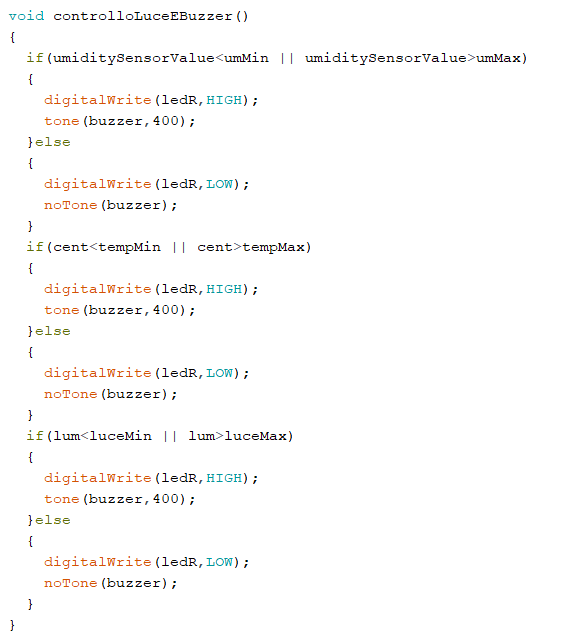 void controlloLuceEBuzzer()
{
  if(umiditySensorValue<umMin || umiditySensorValue>umMax)
  {
    digitalWrite(ledR,HIGH);
    tone(buzzer,400);
  }else
  {
    digitalWrite(ledR,LOW);
    noTone(buzzer);
  }
  if(cent<tempMin || cent>tempMax)
  {
    digitalWrite(ledR,HIGH);
    tone(buzzer,400);
  }else
  {
    digitalWrite(ledR,LOW);
    noTone(buzzer);
  }
  if(lum<luceMin || lum>luceMax)
  {
    digitalWrite(ledR,HIGH);
    tone(buzzer,400);
  }else
  {
    digitalWrite(ledR,LOW);
    noTone(buzzer);
  }
}